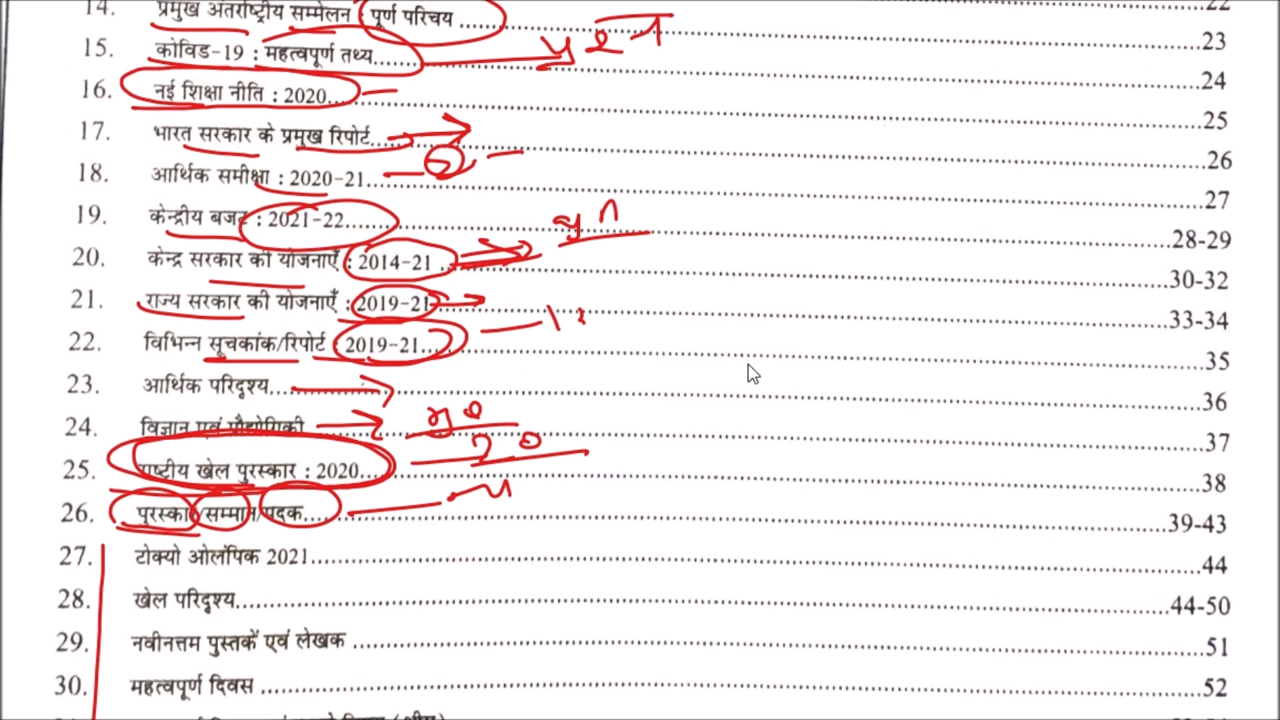 14. प्रमुख अंतर्राष्ट्रीय सम्मेलन : पूर्ण परिचय ... 22
15. कोविड-19 : महत्वपूर्ण तथ्य... 23
16. नई शिक्षा नीति : 2020... 24
17. भारत सरकार के प्रमुख रिपोर्ट... 25
18. आर्थिक समीक्षा : 2020-21... 26
19. केन्द्रीय बजट : 2021-22... 27
20. केन्द्र सरकार की योजनाएँ : 2014-21 ... 28-29
21. राज्य सरकार की योजनाएँ : 2019-21... 30-32
22. विभिन्न सूचकांक/रिपोर्ट 2019-21... 33-34
23. आर्थिक परिदृश्य... 35
24. विज्ञान एवं प्रौद्योगिकी 36
25. राष्ट्रीय खेल पुरस्कार : 2020... 37
26. पुरस्कार/सम्मान/पदक... 38
27. टोक्यो ओलंपिक 2021... 39-43
28. खेल परिदृश्य... 44
29. नवीनत्तम पुस्तकें एवं लेखक ... 44-50
30. महत्वपूर्ण दिवस ... 51
52